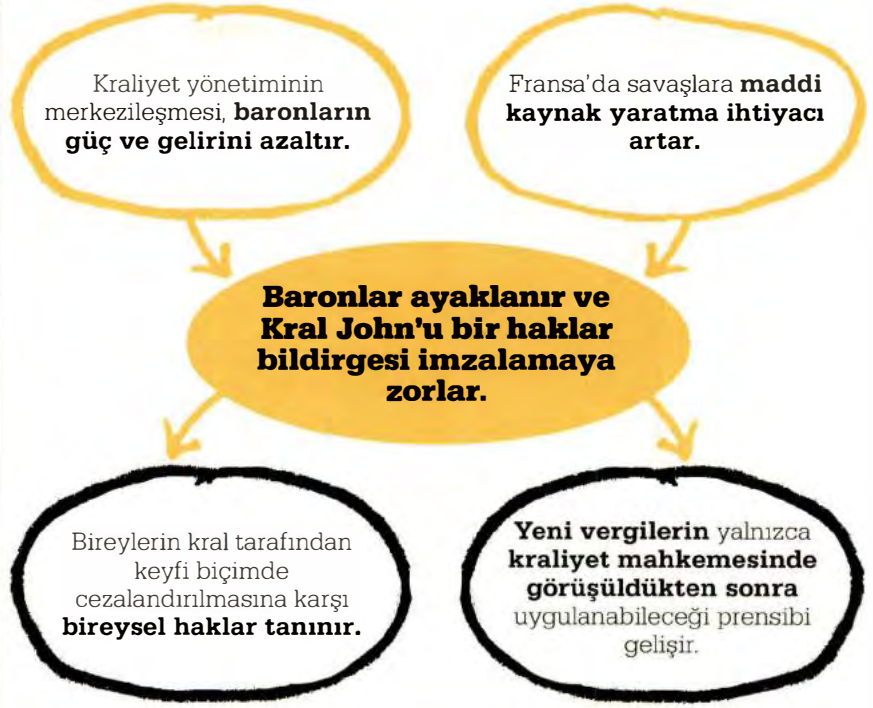 Kraliyet yönetiminin
merkezileşmesi, baronların
güç ve gelirini azaltır.
Fransa'da savaşlara maddi
kaynak yaratma ihtiyacı
artar.
Baronlar ayaklanır ve
Kral John'u bir haklar
bildirgesi imzalamaya
zorlar.
Bireylerin kral tarafından
keyfi biçimde
cezalandırılmasına karşı
bireysel haklar tanınır.
Yeni vergilerin yalnızca
kraliyet mahkemesinde
görüşüldükten sonra
uygulanabileceği prensibi
gelişir.